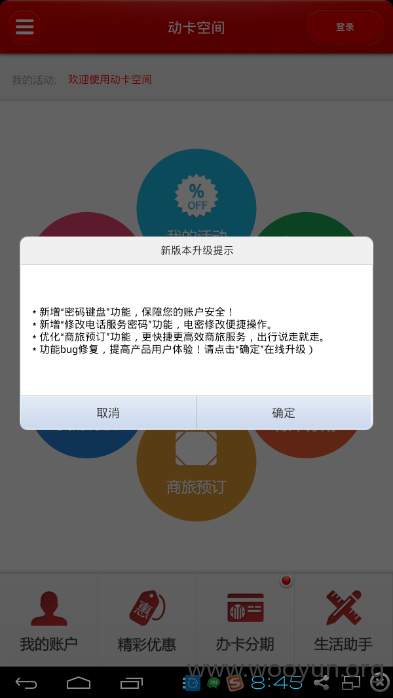 动卡空间
登录
我的活动: 欢迎使用动卡空间
%
OFF
我的活动
新版本升级提示
* 新增“密码键盘”功能，保障您的账户安全！
* 新增“修改电话服务密码”功能，电密修改便捷操作。
* 优化“商旅预订”功能，更快捷更高效商旅服务，出行说走就走。
* 功能bug修复，提高产品用户体验！请点击“确定”在线升级）
取消 确定
商旅预订
惠
我的账户 精彩优惠 办卡分期 生活助手
www.wooyun.org
8:45